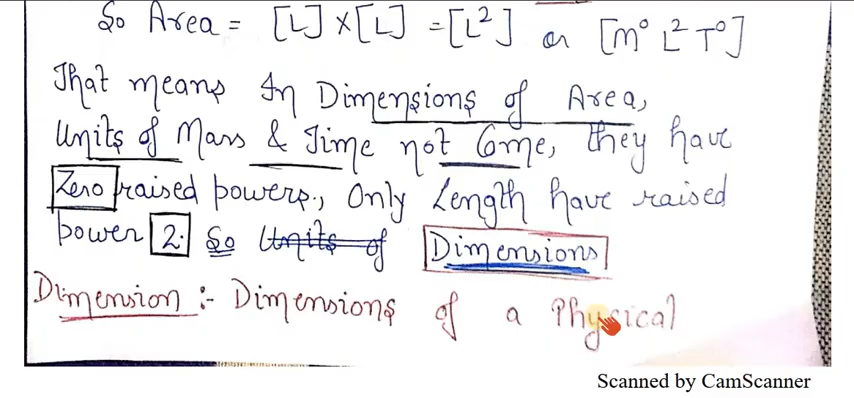 So Area = [L] × [L] = [L²] or [M⁰ L² T⁰]
That means In Dimensions of Area,
Units of Mass & Time not Come, they have
Zero raised powers., Only Length have raised
power 2. So Units of Dimensions
Dimension :- Dimensions of a Physical
Scanned by CamScanner